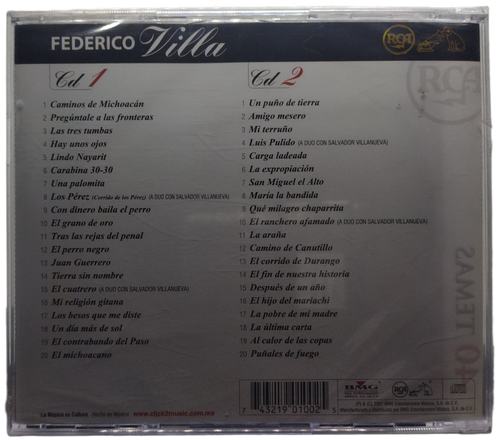 FEDERICO Villa
RCA
RCA
Cd 1
1 Caminos de Michoacán
2 Pregúntale a las fronteras
3 Las tres tumbas
4 Hay unos ojos
5 Lindo Nayarit
6 Carabina 30-30
7 Una palomita
8 Los Pérez (Corrido de los Pérez) (A DUO CON SALVADOR VILLANUEVA)
9 Con dinero baila el perro
10 El grano de oro
11 Tras las rejas del penal
12 El perro negro
13 Juan Guerrero
14 Tierra sin nombre
15 El cuatrero (A DUO CON SALVADOR VILLANUEVA)
16 Mi religión gitana
17 Los besos que me diste
18 Un día más de sol
19 El contrabando del Paso
20 El michoacano
Cd 2
1 Un puño de tierra
2 Amigo mesero
3 Mi terruño
4 Luis Pulido (A DUO CON SALVADOR VILLANUEVA)
5 Carga ladeada
6 La expropiación
7 San Miguel el Alto
8 María la bandida
9 Qué milagro chaparrita
10 El ranchero afamado (A DUO CON SALVADOR VILLANUEVA)
11 La araña
12 Camino de Canutillo
13 El corrido de Durango
14 El fin de nuestra historia
15 Después de un año
16 El hijo del mariachi
17 La pobre de mi madre
18 La última carta
19 Al calor de las copas
20 Puñales de fuego
40 TEMAS
La Música es Cultura Hecho en México www.click2music.com.mx
7 43219 01002 5
BMG